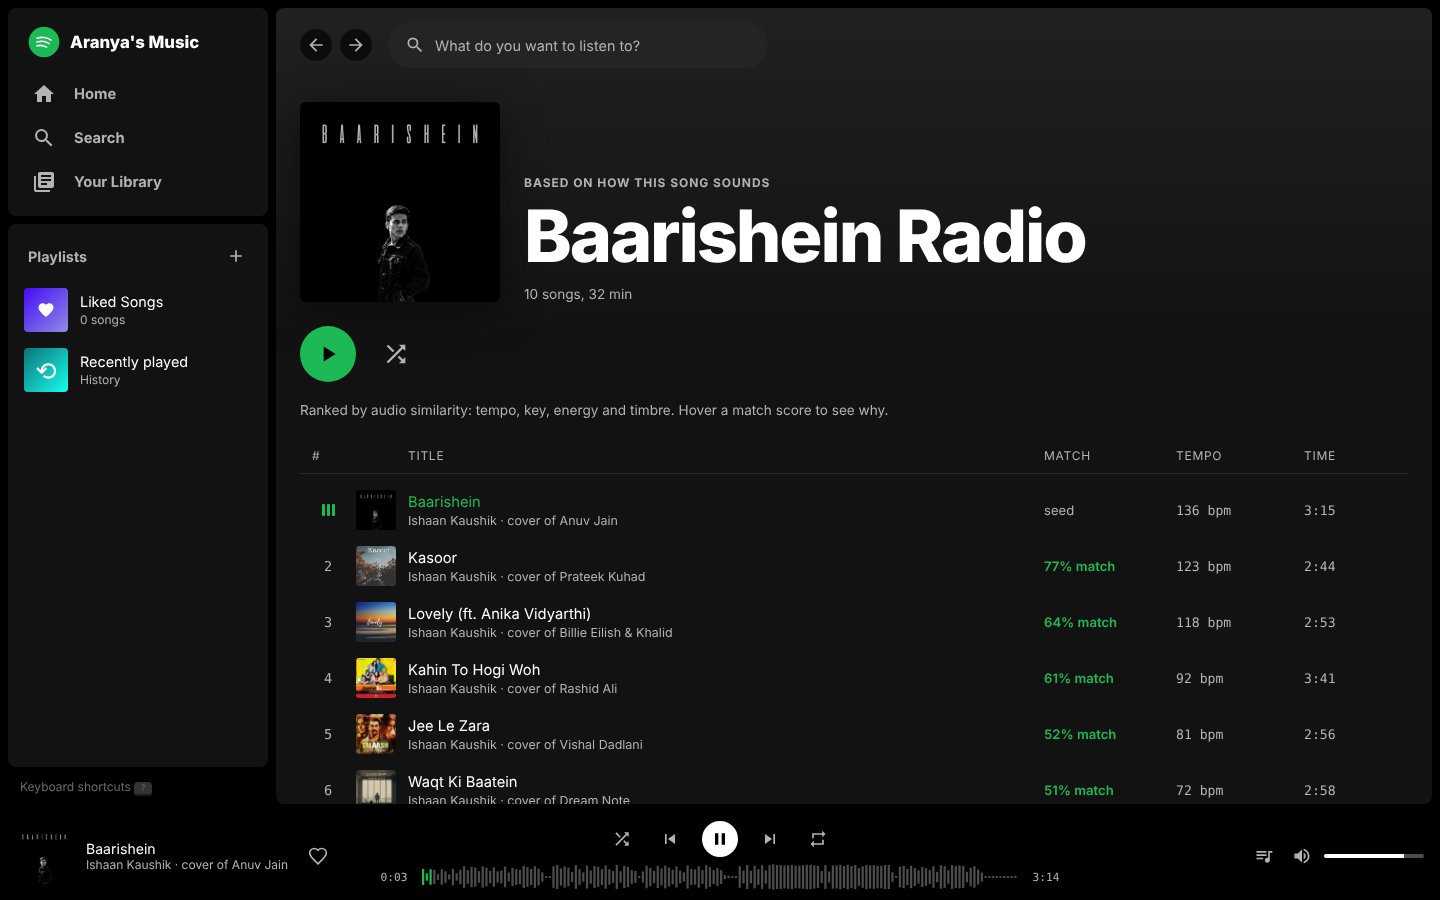 Aranya's Music
Home
Search
Your Library
Playlists
Liked Songs
0 songs
Recently played
History
Keyboard shortcuts ?
What do you want to listen to?
BAARISHEIN
BASED ON HOW THIS SONG SOUNDS
Baarishein Radio
10 songs, 32 min
Ranked by audio similarity: tempo, key, energy and timbre. Hover a match score to see why.
# TITLE MATCH TEMPO TIME
Baarishein
Ishaan Kaushik · cover of Anuv Jain
seed 136 bpm 3:15
2 Kasoor
Ishaan Kaushik · cover of Prateek Kuhad
77% match 123 bpm 2:44
3 Lovely (ft. Anika Vidyarthi)
Ishaan Kaushik · cover of Billie Eilish & Khalid
64% match 118 bpm 2:53
4 Kahin To Hogi Woh
Ishaan Kaushik · cover of Rashid Ali
61% match 92 bpm 3:41
5 Jee Le Zara
Ishaan Kaushik · cover of Vishal Dadlani
52% match 81 bpm 2:56
6 Waqt Ki Baatein
Ishaan Kaushik · cover of Dream Note
51% match 72 bpm 2:58
Baarishein
Ishaan Kaushik · cover of Anuv Jain
0:03 3:14